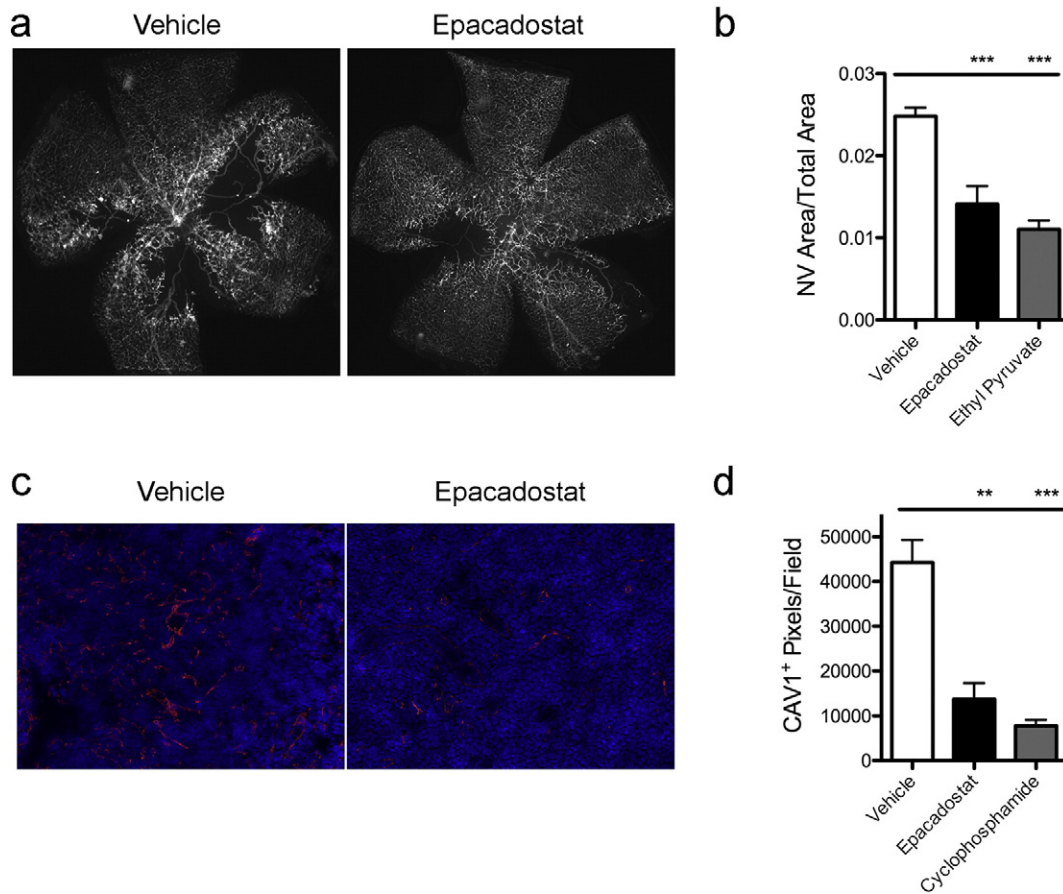 a
Vehicle
Epacadostat
b
*** ***
0.03
0.02
0.01
0.00
NV Area/Total Area
Vehicle
Epacadostat
Ethyl Pyruvate
c
Vehicle
Epacadostat
d
** ***
50000
40000
30000
20000
10000
0
CAV1⁺ Pixels/Field
Vehicle
Epacadostat
Cyclophosphamide